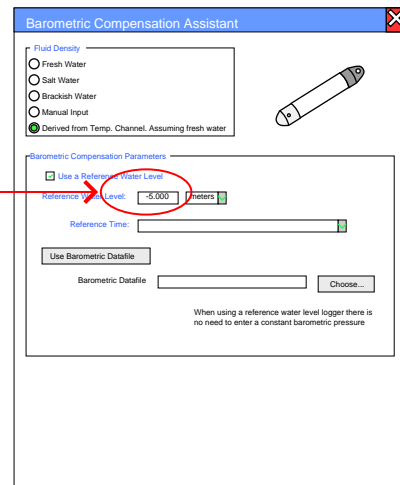 Barometric Compensation Assistant
Fluid Density
Fresh Water
Salt Water
Brackish Water
Manual Input
Derived from Temp. Channel. Assuming fresh water
Barometric Compensation Parameters
Use a Reference Water Level
Reference Water Level: -5.000 meters
Reference Time:
Use Barometric Datafile
Barometric Datafile Choose...
When using a reference water level logger there is
no need to enter a constant barometric pressure